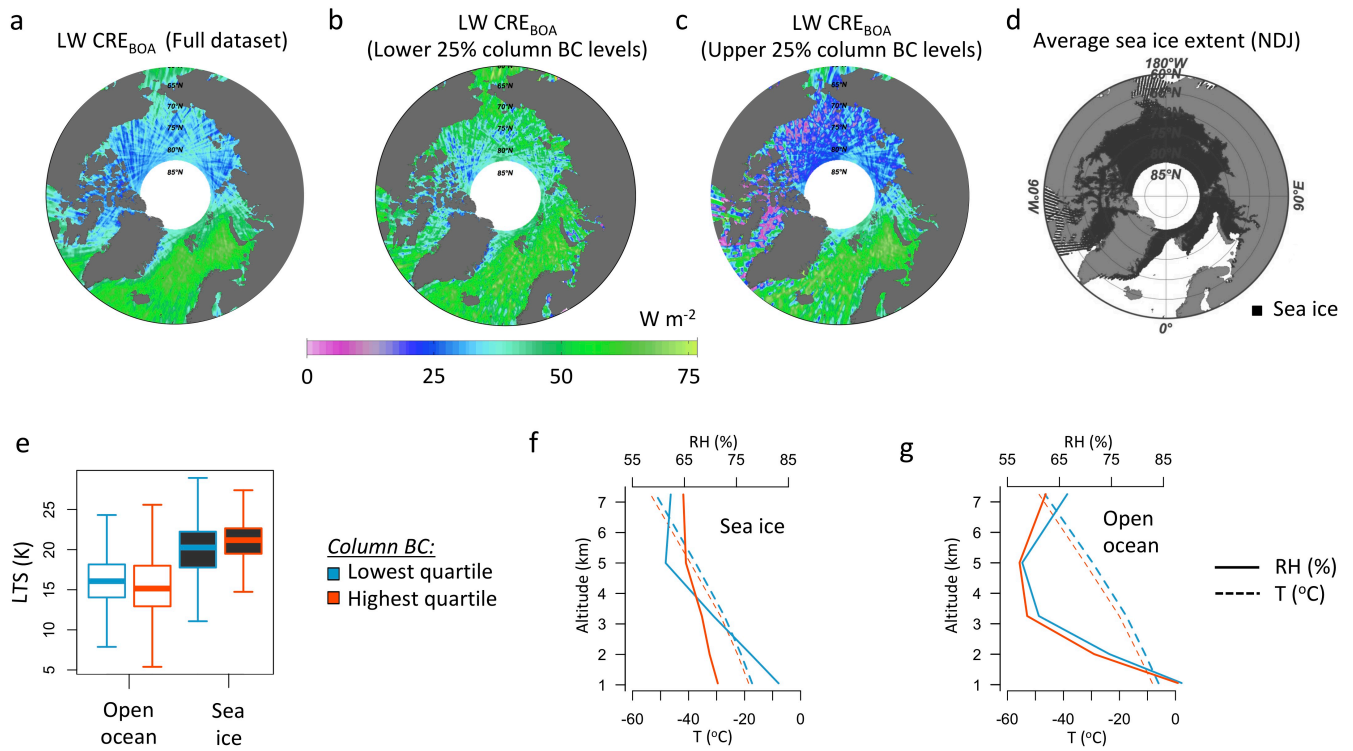 a
LW CRE_BOA (Full dataset)
b
LW CRE_BOA
(Lower 25% column BC levels)
c
LW CRE_BOA
(Upper 25% column BC levels)
d
Average sea ice extent (NDJ)
65°N
70°N
75°N
80°N
85°N
65°N
70°N
75°N
80°N
85°N
65°N
70°N
75°N
80°N
85°N
180°W
85°N
90°W
90°E
0°
■ Sea ice
W m-2
0 25 50 75
e
LTS (K)
25
20
15
10
5
Open
ocean
Sea
ice
Column BC:
Lowest quartile
Highest quartile
f
RH (%)
55 65 75 85
Sea ice
Altitude (km)
7
6
5
4
3
2
1
-60 -40 -20 0
T (°C)
g
RH (%)
55 65 75 85
Open
ocean
Altitude (km)
7
6
5
4
3
2
1
-60 -40 -20 0
T (°C)
RH (%)
T (°C)